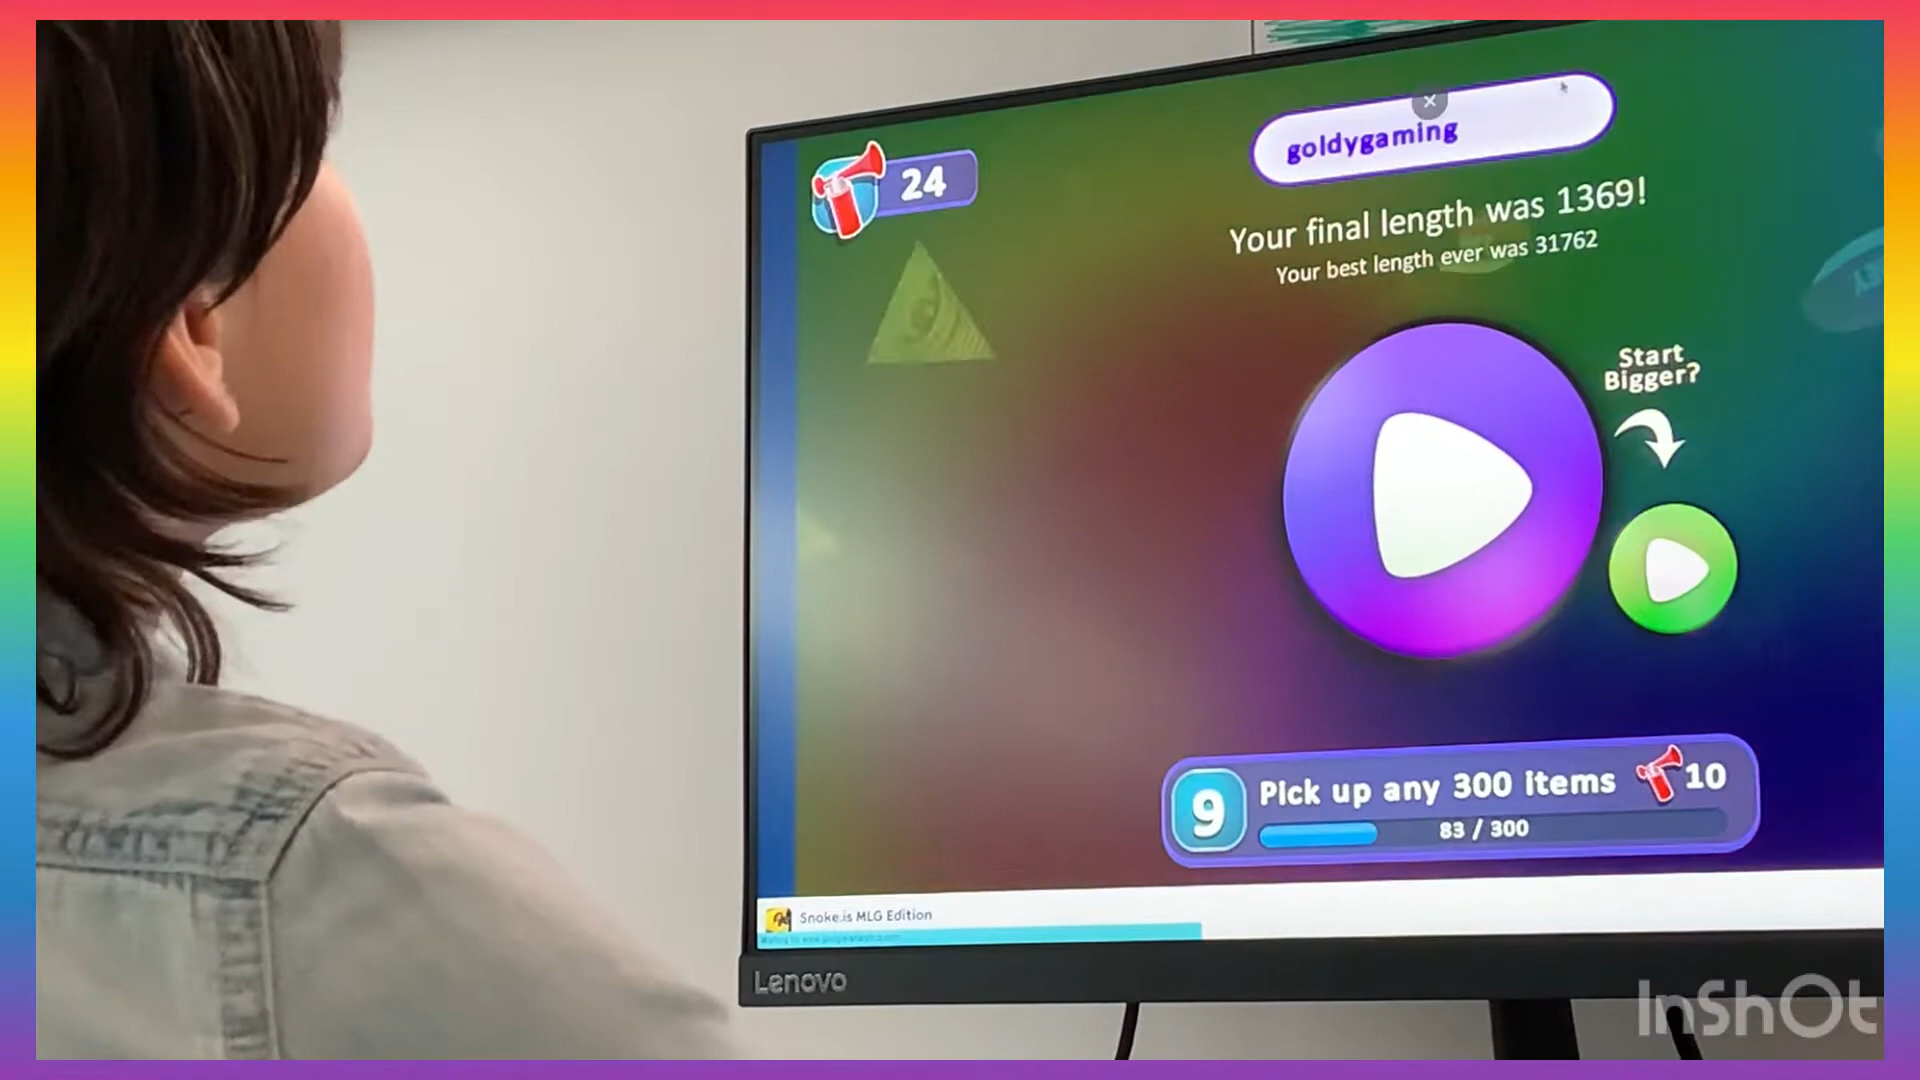 24
goldygaming
Your final length was 1369!
Your best length ever was 31762
Start
Bigger?
9
Pick up any 300 items
10
83 / 300
Snake.is MLG Edition
Lenovo
InShOt